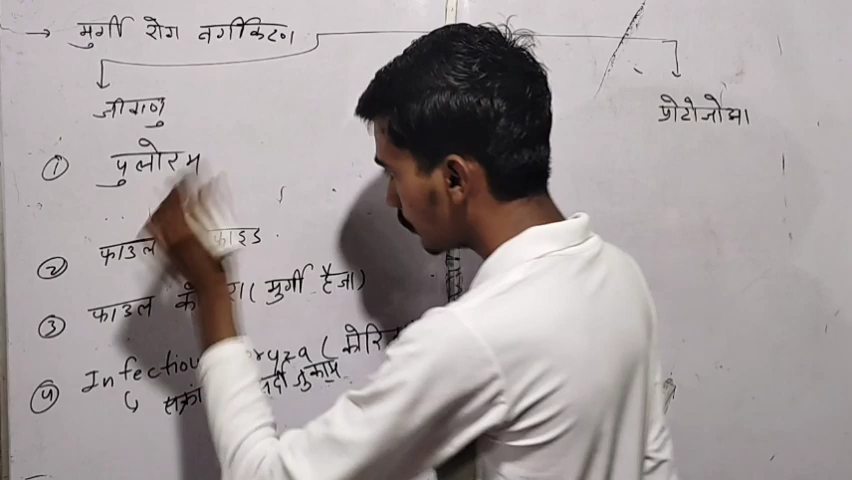 → मुर्गी रोग वर्गीकरण
जीवाणु
प्रोटोजोआ
① पुलोरम
② फाउल
③ फाउल (मुर्गी हैजा)
④ Infectiou
जुकाम